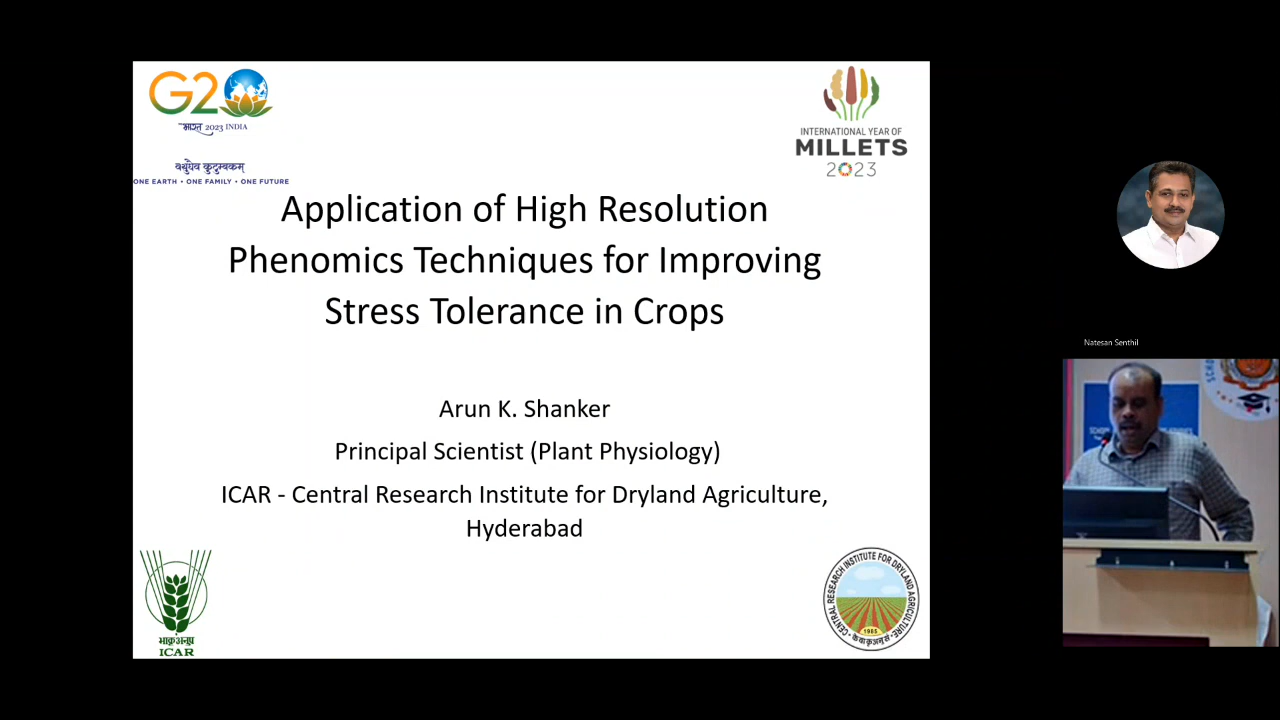 G20
भारत 2023 INDIA
वसुधैव कुटुम्बकम्
ONE EARTH • ONE FAMILY • ONE FUTURE
INTERNATIONAL YEAR OF
MILLETS
2023
Application of High Resolution
Phenomics Techniques for Improving
Stress Tolerance in Crops
Arun K. Shanker
Principal Scientist (Plant Physiology)
ICAR - Central Research Institute for Dryland Agriculture,
Hyderabad
भाकृअनुप
ICAR
CENTRAL RESEARCH INSTITUTE FOR DRYLAND AGRICULTURE
1985
Natesan Senthil